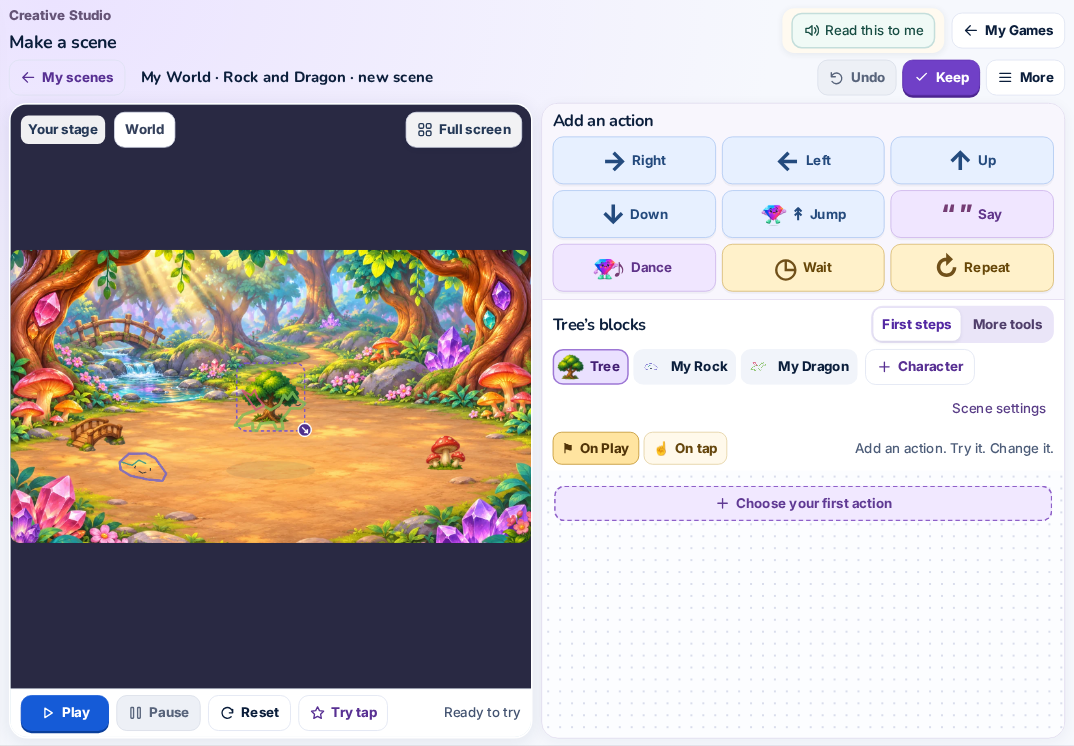 Creative Studio
Make a scene
Read this to me
My Games
My scenes
My World · Rock and Dragon · new scene
Undo
Keep
More
Your stage
World
Full screen
Add an action
Right
Left
Up
Down
Jump
Say
Dance
Wait
Repeat
Tree's blocks
First steps
More tools
Tree
My Rock
My Dragon
Character
Scene settings
On Play
On tap
Add an action. Try it. Change it.
Choose your first action
Play
Pause
Reset
Try tap
Ready to try